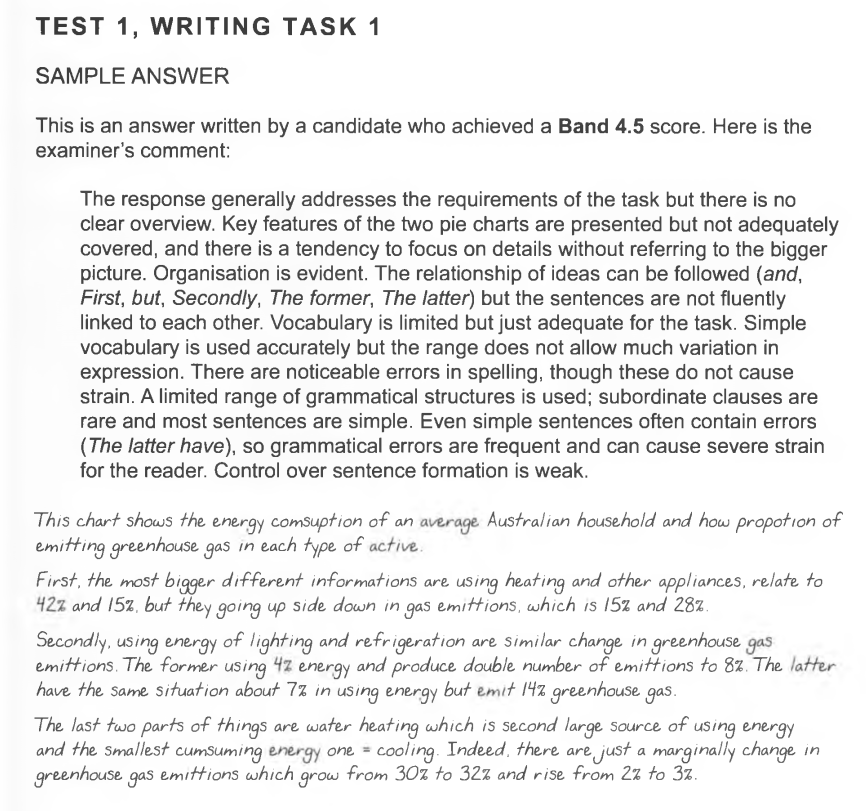 TEST 1, WRITING TASK 1
SAMPLE ANSWER
This is an answer written by a candidate who achieved a Band 4.5 score. Here is the
examiner's comment:
The response generally addresses the requirements of the task but there is no
clear overview. Key features of the two pie charts are presented but not adequately
covered, and there is a tendency to focus on details without referring to the bigger
picture. Organisation is evident. The relationship of ideas can be followed (and,
First, but, Secondly, The former, The latter) but the sentences are not fluently
linked to each other. Vocabulary is limited but just adequate for the task. Simple
vocabulary is used accurately but the range does not allow much variation in
expression. There are noticeable errors in spelling, though these do not cause
strain. A limited range of grammatical structures is used; subordinate clauses are
rare and most sentences are simple. Even simple sentences often contain errors
(The latter have), so grammatical errors are frequent and can cause severe strain
for the reader. Control over sentence formation is weak.
This chart shows the energy comsuption of an average Australian household and how propotion of
emitting greenhouse gas in each type of active.
First, the most bigger different informations are using heating and other appliances, relate to
42% and 15%, but they going up side down in gas emittions, which is 15% and 28%.
Secondly, using energy of lighting and refrigeration are similar change in greenhouse gas
emittions. The former using 4% energy and produce double number of emittions to 8%. The latter
have the same situation about 7% in using energy but emit 14% greenhouse gas.
The last two parts of things are water heating which is second large source of using energy
and the smallest cumsuming energy one = cooling. Indeed, there are just a marginally change in
greenhouse gas emittions which grow from 30% to 32% and rise from 2% to 3%.